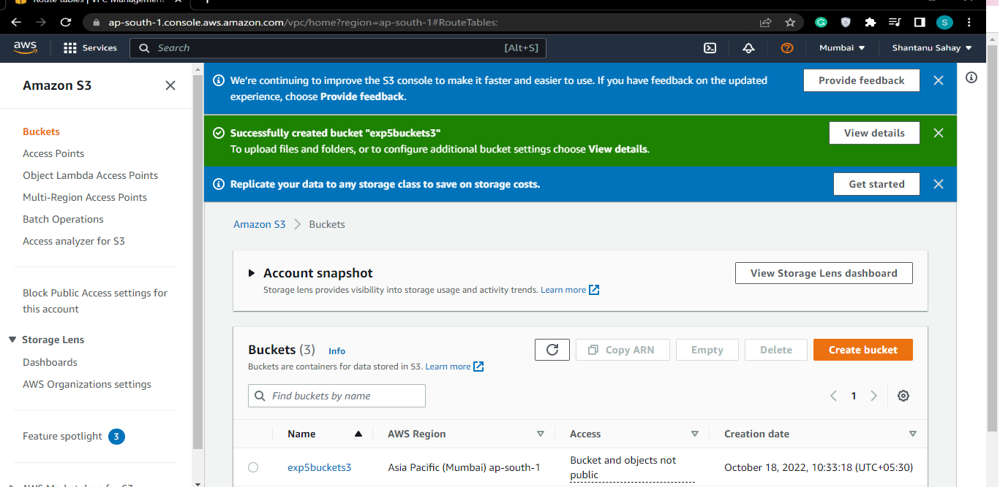 Route tables | VPC Management
ap-south-1.console.aws.amazon.com/vpc/home?region=ap-south-1#RouteTables:
S
aws
Services
Search
[Alt+S]
Mumbai
Shantanu Sahay
Amazon S3
Buckets
Access Points
Object Lambda Access Points
Multi-Region Access Points
Batch Operations
Access analyzer for S3
Block Public Access settings for
this account
Storage Lens
Dashboards
AWS Organizations settings
Feature spotlight 3
AWS Marketplace for S3
We're continuing to improve the S3 console to make it faster and easier to use. If you have feedback on the updated
experience, choose Provide feedback.
Provide feedback
Successfully created bucket "exp5buckets3"
To upload files and folders, or to configure additional bucket settings choose View details.
View details
Replicate your data to any storage class to save on storage costs.
Get started
Amazon S3 > Buckets
Account snapshot
Storage lens provides visibility into storage usage and activity trends. Learn more
View Storage Lens dashboard
Buckets (3) Info
Buckets are containers for data stored in S3. Learn more
Copy ARN
Empty
Delete
Create bucket
Find buckets by name
1
Name
AWS Region
Access
Creation date
exp5buckets3
Asia Pacific (Mumbai) ap-south-1
Bucket and objects not
public
October 18, 2022, 10:33:18 (UTC+05:30)